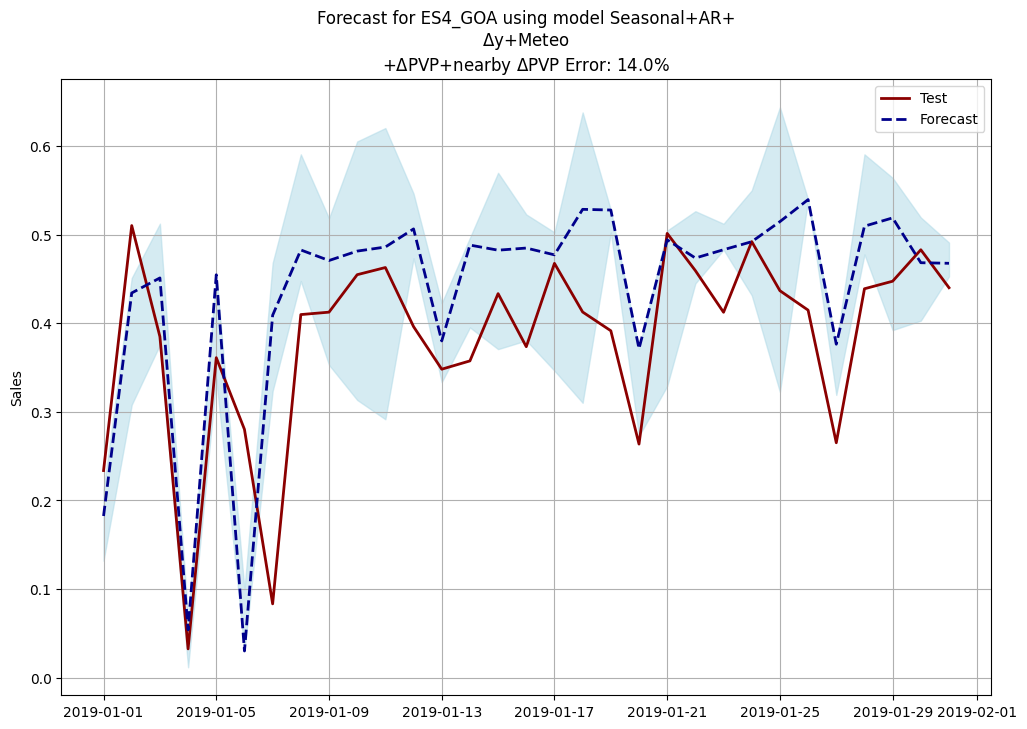 Forecast for ES4_GOA using model Seasonal+AR+
Δy+Meteo
+ΔPVP+nearby ΔPVP Error: 14.0%
Test
Forecast
Sales
0.6
0.5
0.4
0.3
0.2
0.1
0.0
2019-01-01
2019-01-05
2019-01-09
2019-01-13
2019-01-17
2019-01-21
2019-01-25
2019-01-29
2019-02-01